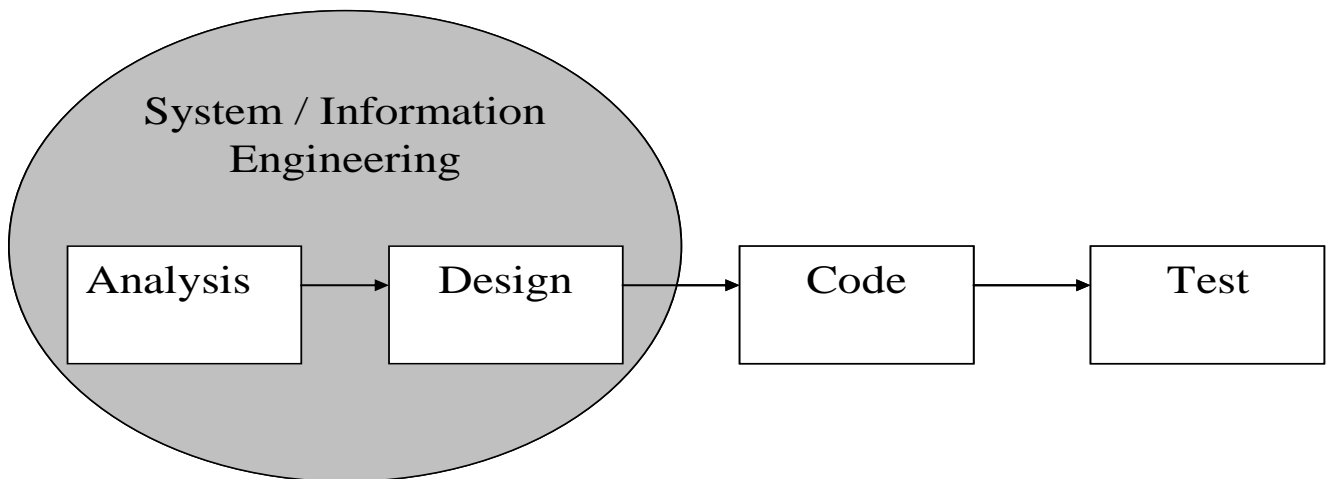 System / Information
Engineering
Analysis
Design
Code
Test